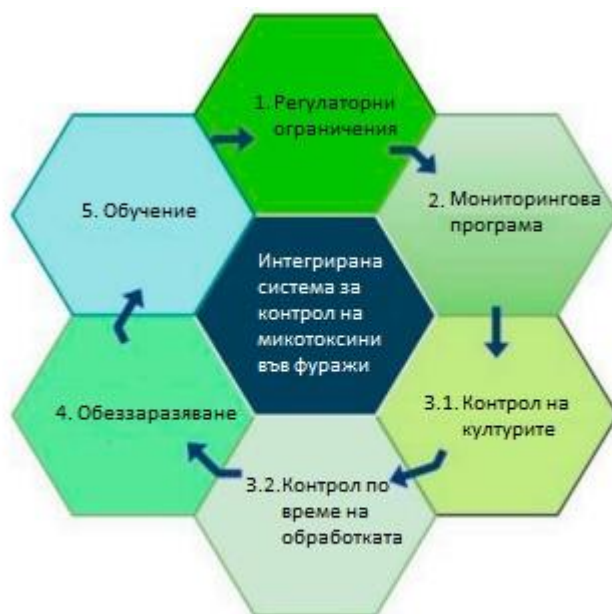 1. Регулаторни
ограничения
2. Мониторингова
програма
3.1. Контрол на
културите
3.2. Контрол по
време на
обработката
4. Обеззаразяване
5. Обучение
Интегрирана
система за
контрол на
микотоксини
във фуражи